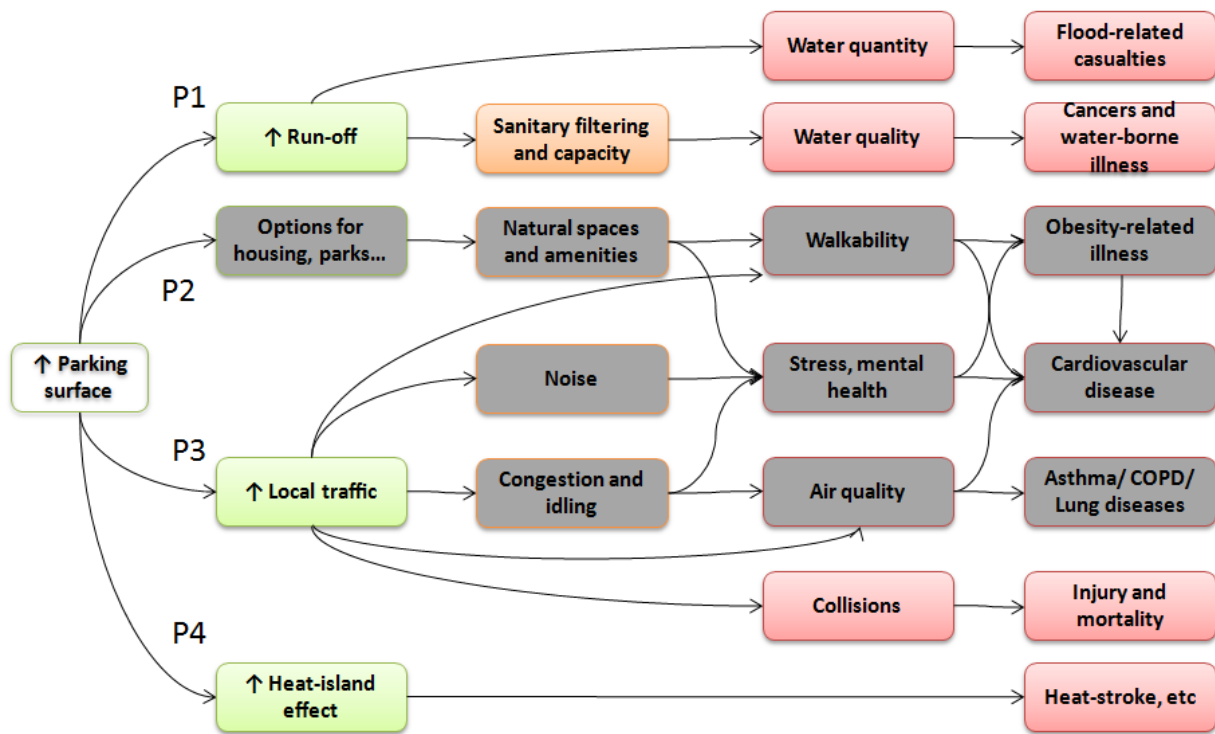 Water quantity
Flood-related
casualties
P1
↑ Run-off
Sanitary filtering
and capacity
Water quality
Cancers and
water-borne
illness
Options for
housing, parks...
Natural spaces
and amenities
Walkability
Obesity-related
illness
P2
↑ Parking
surface
Noise
Stress, mental
health
Cardiovascular
disease
P3
↑ Local traffic
Congestion and
idling
Air quality
Asthma/ COPD/
Lung diseases
Collisions
Injury and
mortality
P4
↑ Heat-island
effect
Heat-stroke, etc